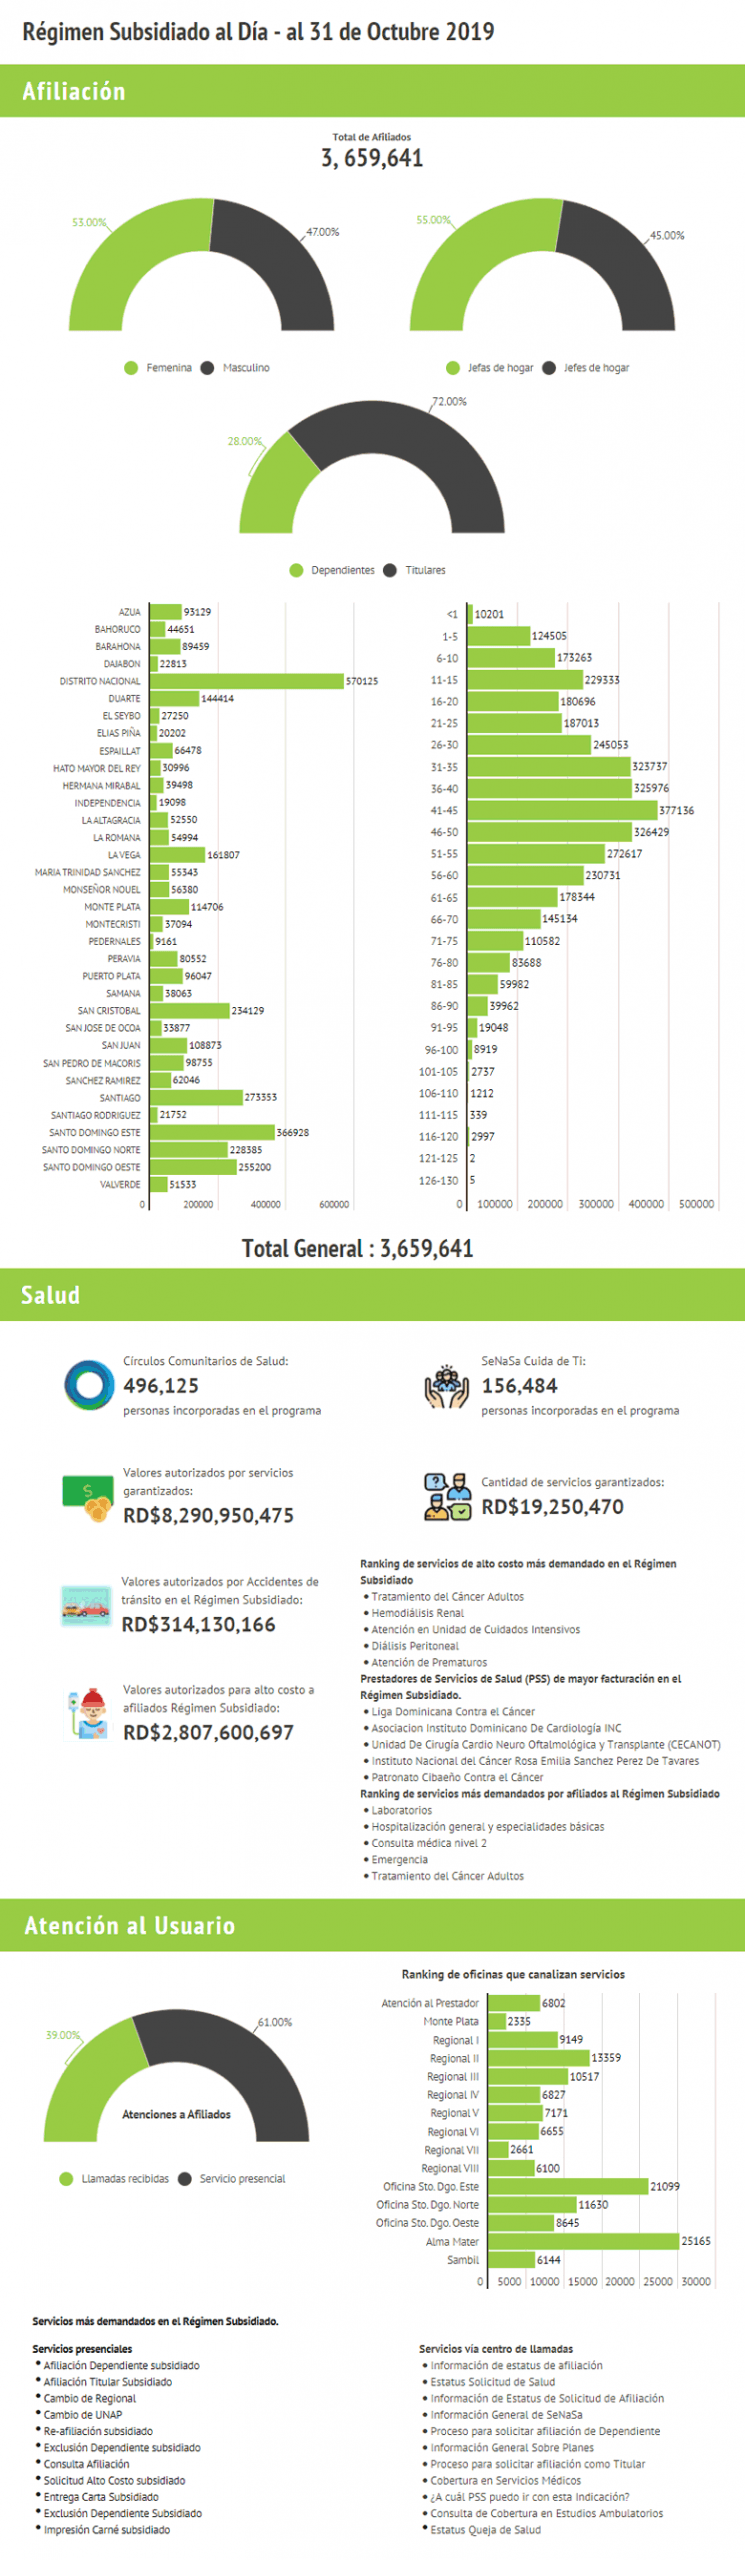 Régimen Subsidiado al Día - al 31 de Octubre 2019
Afiliación
Total de Afiliados
3, 659,641
53.00%
47.00%
Femenina
Masculino
55.00%
45.00%
Jefas de hogar
Jefes de hogar
28.00%
72.00%
Dependientes
Titulares
AZUA 93129
BAHORUCO 44651
BARAHONA 89459
DAJABON 22813
DISTRITO NACIONAL 570125
DUARTE 144414
EL SEYBO 27250
ELIAS PIÑA 20202
ESPAILLAT 66478
HATO MAYOR DEL REY 30996
HERMANA MIRABAL 39498
INDEPENDENCIA 19098
LA ALTAGRACIA 52550
LA ROMANA 54994
LA VEGA 161807
MARIA TRINIDAD SANCHEZ 55343
MONSEÑOR NOUEL 56380
MONTE PLATA 114706
MONTECRISTI 37094
PEDERNALES 9161
PERAVIA 80552
PUERTO PLATA 96047
SAMANA 38063
SAN CRISTOBAL 234129
SAN JOSE DE OCOA 33877
SAN JUAN 108873
SAN PEDRO DE MACORIS 98755
SANCHEZ RAMIREZ 62046
SANTIAGO 273353
SANTIAGO RODRIGUEZ 21752
SANTO DOMINGO ESTE 366928
SANTO DOMINGO NORTE 228385
SANTO DOMINGO OESTE 255200
VALVERDE 51533
0 200000 400000 600000
<1 10201
1-5 124505
6-10 173263
11-15 229333
16-20 180696
21-25 187013
26-30 245053
31-35 323737
36-40 325976
41-45 377136
46-50 326429
51-55 272617
56-60 230731
61-65 178344
66-70 145134
71-75 110582
76-80 83688
81-85 59982
86-90 39962
91-95 19048
96-100 8919
101-105 2737
106-110 1212
111-115 339
116-120 2997
121-125 2
126-130 5
0 100000 200000 300000 400000 500000
Total General : 3,659,641
Salud
Círculos Comunitarios de Salud:
496,125
personas incorporadas en el programa
SeNaSa Cuida de TI:
156,484
personas incorporadas en el programa
Valores autorizados por servicios
garantizados:
RD$8,290,950,475
Cantidad de servicios garantizados:
RD$19,250,470
Valores autorizados por Accidentes de
tránsito en el Régimen Subsidiado:
RD$314,130,166
Valores autorizados para alto costo a
afiliados Régimen Subsidiado:
RD$2,807,600,697
Ranking de servicios de alto costo más demandado en el Régimen
Subsidiado
• Tratamiento del Cáncer Adultos
• Hemodiálisis Renal
• Atención en Unidad de Cuidados Intensivos
• Diálisis Peritoneal
• Atención de Prematuros
Prestadores de Servicios de Salud (PSS) de mayor facturación en el
Régimen Subsidiado.
• Liga Dominicana Contra el Cáncer
• Asociacion Instituto Dominicano De Cardiología INC
• Unidad De Cirugía Cardio Neuro Oftalmológica y Transplante (CECANOT)
• Instituto Nacional del Cáncer Rosa Emilia Sanchez Perez De Tavares
• Patronato Cibaeño Contra el Cáncer
Ranking de servicios más demandados por afiliados al Régimen Subsidiado
• Laboratorios
• Hospitalización general y especialidades básicas
• Consulta médica nivel 2
• Emergencia
• Tratamiento del Cáncer Adultos
Atención al Usuario
39.00%
61.00%
Atenciones a Afiliados
Llamadas recibidas
Servicio presencial
Ranking de oficinas que canalizan servicios
Atención al Prestador 6802
Monte Plata 2335
Regional I 9149
Regional II 13359
Regional III 10517
Regional IV 6827
Regional V 7171
Regional VI 6655
Regional VII 2661
Regional VIII 6100
Oficina Sto. Dgo. Este 21099
Oficina Sto. Dgo. Norte 11630
Oficina Sto. Dgo. Oeste 8645
Alma Mater 25165
Sambil 6144
0 5000 10000 15000 20000 25000 30000
Servicios más demandados en el Régimen Subsidiado.
Servicios presenciales
• Afiliación Dependiente subsidiado
• Afiliación Titular Subsidiado
• Cambio de Regional
• Cambio de UNAP
• Re-afiliación subsidiado
• Exclusión Dependiente subsidiado
• Consulta Afiliación
• Solicitud Alto Costo subsidiado
• Entrega Carta Subsidiado
• Exclusión Dependiente Subsidiado
• Impresión Carné subsidiado
Servicios vía centro de llamadas
• Información de estatus de afiliación
• Estatus Solicitud de Salud
• Información de Estatus de Solicitud de Afiliación
• Información General de SeNaSa
• Proceso para solicitar afiliación de Dependiente
• Información General Sobre Planes
• Proceso para solicitar afiliación como Titular
• Cobertura en Servicios Médicos
• ¿A cuál PSS puedo ir con esta Indicación?
• Consulta de Cobertura en Estudios Ambulatorios
• Estatus Queja de Salud